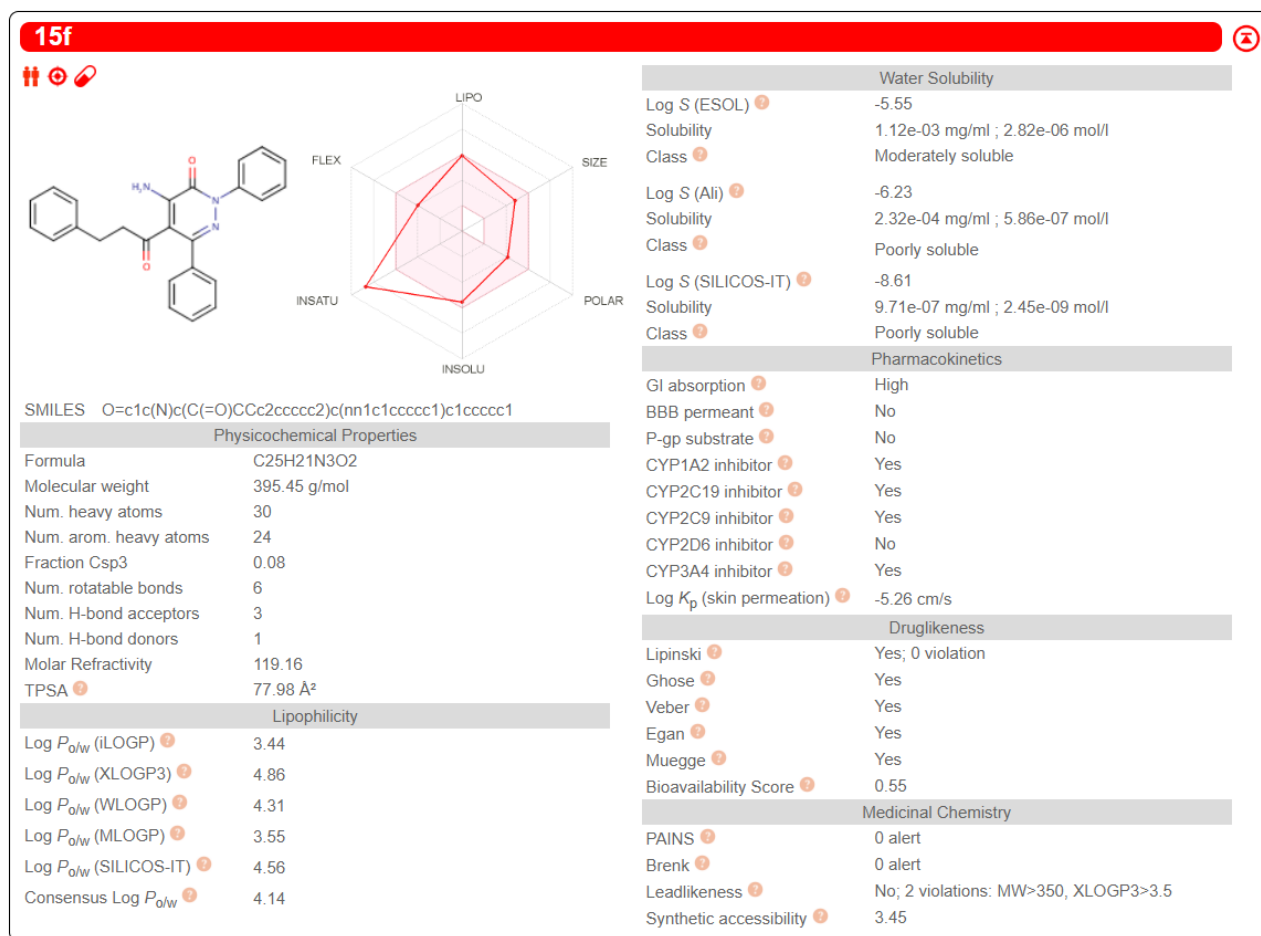 15f
LIPO
FLEX
SIZE
INSATU
POLAR
INSOLU
H₂N
O
N
N
O
SMILES O=c1c(N)c(C(=O)CCc2ccccc2)c(nn1c1ccccc1)c1ccccc1
Physicochemical Properties
Formula C25H21N3O2
Molecular weight 395.45 g/mol
Num. heavy atoms 30
Num. arom. heavy atoms 24
Fraction Csp3 0.08
Num. rotatable bonds 6
Num. H-bond acceptors 3
Num. H-bond donors 1
Molar Refractivity 119.16
TPSA ? 77.98 Å²
Lipophilicity
Log Po/w (iLOGP) ? 3.44
Log Po/w (XLOGP3) ? 4.86
Log Po/w (WLOGP) ? 4.31
Log Po/w (MLOGP) ? 3.55
Log Po/w (SILICOS-IT) ? 4.56
Consensus Log Po/w ? 4.14
Water Solubility
Log S (ESOL) ? -5.55
Solubility 1.12e-03 mg/ml ; 2.82e-06 mol/l
Class ? Moderately soluble
Log S (Ali) ? -6.23
Solubility 2.32e-04 mg/ml ; 5.86e-07 mol/l
Class ? Poorly soluble
Log S (SILICOS-IT) ? -8.61
Solubility 9.71e-07 mg/ml ; 2.45e-09 mol/l
Class ? Poorly soluble
Pharmacokinetics
GI absorption ? High
BBB permeant ? No
P-gp substrate ? No
CYP1A2 inhibitor ? Yes
CYP2C19 inhibitor ? Yes
CYP2C9 inhibitor ? Yes
CYP2D6 inhibitor ? No
CYP3A4 inhibitor ? Yes
Log Kp (skin permeation) ? -5.26 cm/s
Druglikeness
Lipinski ? Yes; 0 violation
Ghose ? Yes
Veber ? Yes
Egan ? Yes
Muegge ? Yes
Bioavailability Score ? 0.55
Medicinal Chemistry
PAINS ? 0 alert
Brenk ? 0 alert
Leadlikeness ? No; 2 violations: MW>350, XLOGP3>3.5
Synthetic accessibility ? 3.45